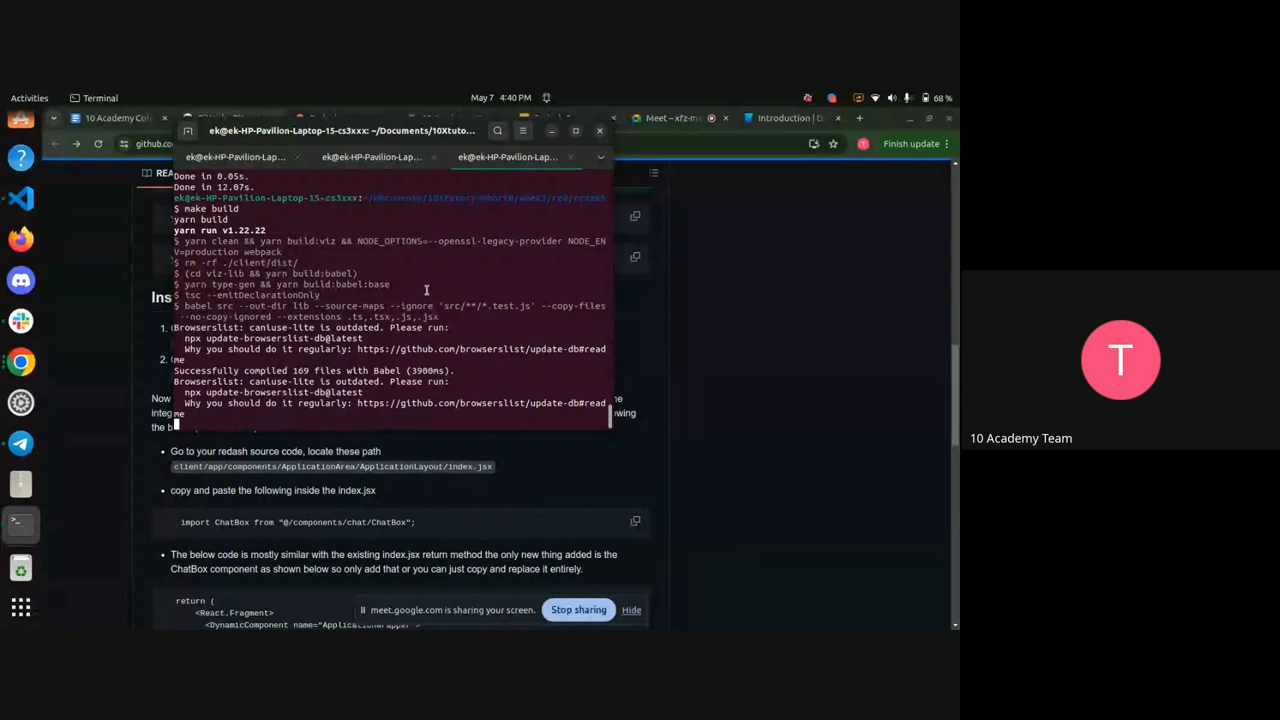 Activities
Terminal
May 7 4:40 PM
68 %
10 Academy Col
Meet – xfz-m
Introduction | D
ek@ek-HP-Pavilion-Laptop-15-cs3xxx: ~/Documents/10Xtuto...
github.co
Finish update
ek@ek-HP-Pavilion-Lap...
ek@ek-HP-Pavilion-Lap...
ek@ek-HP-Pavilion-Lap...
REA
Done in 0.05s.
Done in 12.07s.
ek@ek-HP-Pavilion-Laptop-15-cs3xxx:
$ make build
yarn build
yarn run v1.22.22
$ yarn clean && yarn build:viz && NODE_OPTIONS=--openssl-legacy-provider NODE_EN
V=production webpack
$ rm -rf ./client/dist/
$ (cd viz-lib && yarn build:babel)
$ yarn type-gen && yarn build:babel:base
$ tsc --emitDeclarationOnly
$ babel src --out-dir lib --source-maps --ignore 'src/**/*.test.js' --copy-files
--no-copy-ignored --extensions .ts,.tsx,.js,.jsx
Browserslist: caniuse-lite is outdated. Please run:
npx update-browserslist-db@latest
Why you should do it regularly: https://github.com/browserslist/update-db#read
me
Successfully compiled 169 files with Babel (3900ms).
Browserslist: caniuse-lite is outdated. Please run:
npx update-browserslist-db@latest
Why you should do it regularly: https://github.com/browserslist/update-db#read
me
Ins
1.
2.
Now
integ
the b
ne
owing
• Go to your redash source code, locate these path
client/app/components/ApplicationArea/ApplicationLayout/index.jsx
• copy and paste the following inside the index.jsx
import ChatBox from "@/components/chat/ChatBox";
• The below code is mostly similar with the existing index.jsx return method the only new thing added is the
ChatBox component as shown below so only add that or you can just copy and replace it entirely.
return (
<React.Fragment>
<DynamicComponent name="ApplicationWrapper">
meet.google.com is sharing your screen.
Stop sharing
Hide
T
10 Academy Team